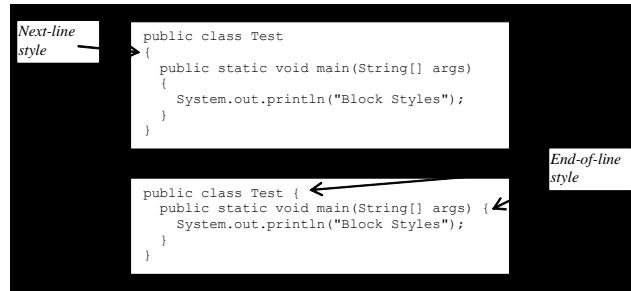 Next-line
style
public class Test
{
  public static void main(String[] args)
  {
    System.out.println("Block Styles");
  }
}
End-of-line
style
public class Test {
  public static void main(String[] args) {
    System.out.println("Block Styles");
  }
}